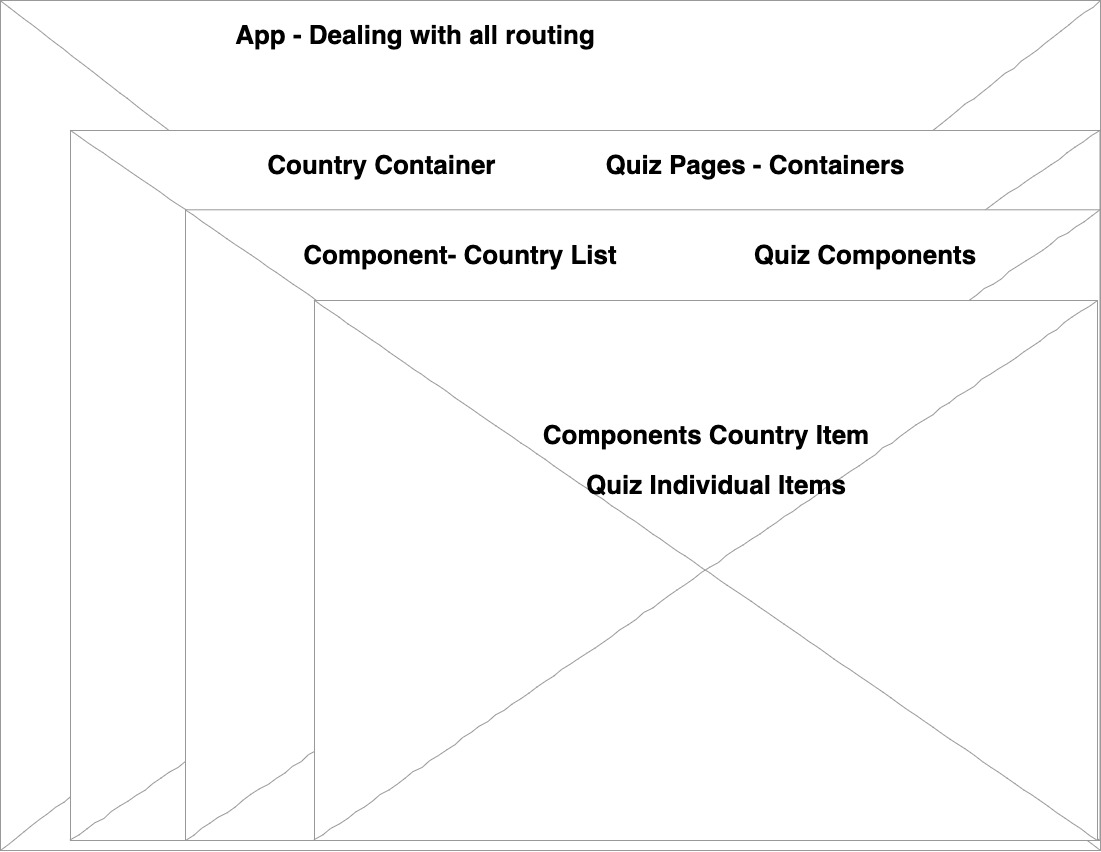 App - Dealing with all routing
Country Container
Quiz Pages - Containers
Component- Country List
Quiz Components
Components Country Item
Quiz Individual Items